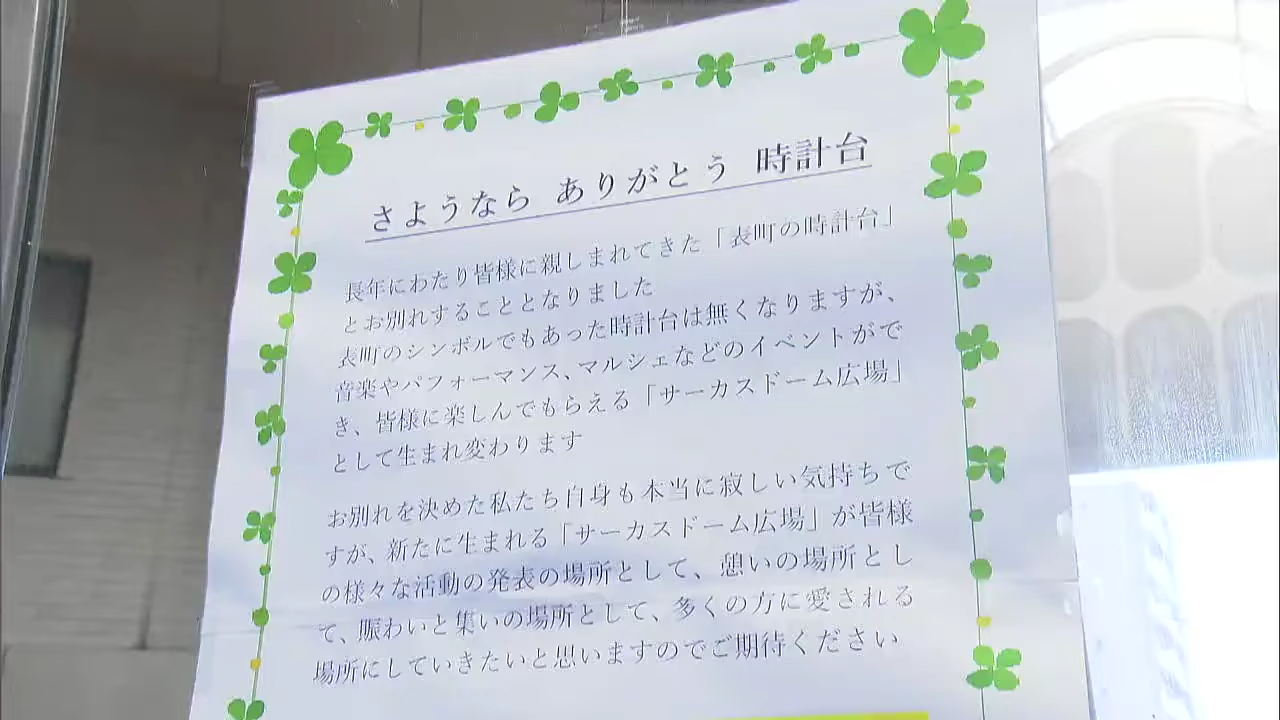 さようなら ありがとう 時計台
長年にわたり皆様に親しまれてきた「表町の時計台」
とお別れすることとなりました
表町のシンボルでもあった時計台は無くなりますが、
音楽やパフォーマンス、マルシェなどのイベントがで
き、皆様に楽しんでもらえる「サーカスドーム広場」
として生まれ変わります
お別れを決めた私たち自身も本当に寂しい気持ちで
すが、新たに生まれる「サーカスドーム広場」が皆様
の様々な活動の発表の場所として、憩いの場所とし
て、賑わいと集いの場所として、多くの方に愛される
場所にしていきたいと思いますのでご期待ください